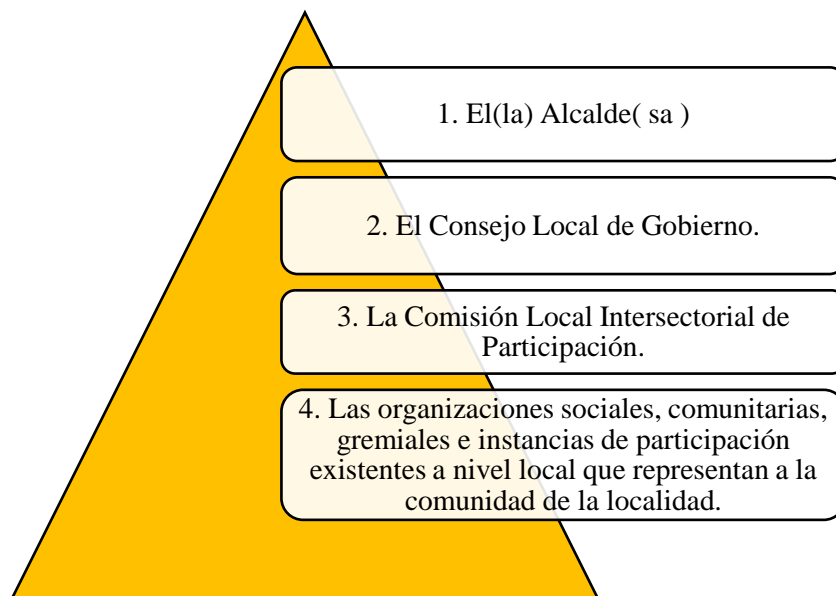 1. El(la) Alcalde( sa )
2. El Consejo Local de Gobierno.
3. La Comisión Local Intersectorial de
Participación.
4. Las organizaciones sociales, comunitarias,
gremiales e instancias de participación
existentes a nivel local que representan a la
comunidad de la localidad.